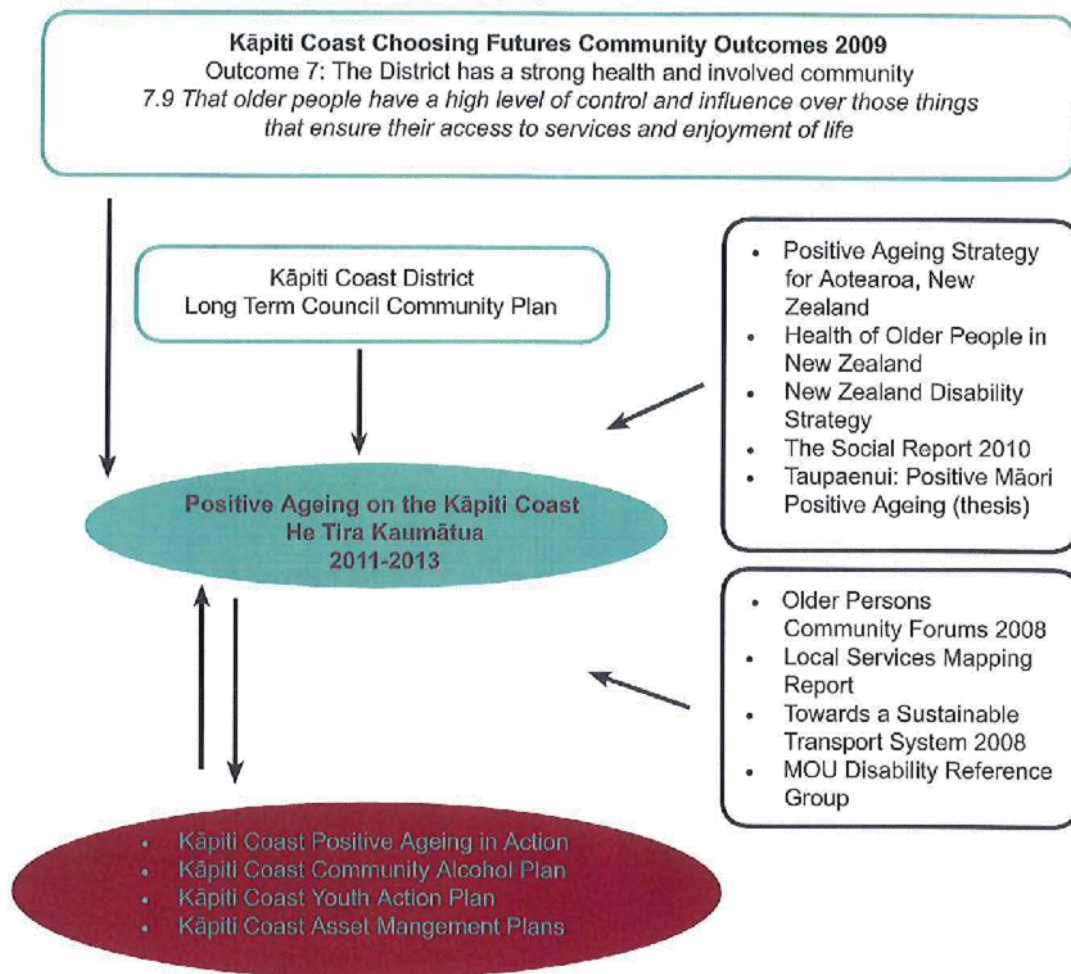 Kāpiti Coast Choosing Futures Community Outcomes 2009
Outcome 7: The District has a strong health and involved community
7.9 That older people have a high level of control and influence over those things
that ensure their access to services and enjoyment of life
Kāpiti Coast District
Long Term Council Community Plan
• Positive Ageing Strategy
for Aotearoa, New
Zealand
• Health of Older People in
New Zealand
• New Zealand Disability
Strategy
• The Social Report 2010
• Taupaenui: Positive Māori
Positive Ageing (thesis)
Positive Ageing on the Kāpiti Coast
He Tira Kaumātua
2011-2013
• Older Persons
Community Forums 2008
• Local Services Mapping
Report
• Towards a Sustainable
Transport System 2008
• MOU Disability Reference
Group
• Kāpiti Coast Positive Ageing in Action
• Kāpiti Coast Community Alcohol Plan
• Kāpiti Coast Youth Action Plan
• Kāpiti Coast Asset Mangement Plans